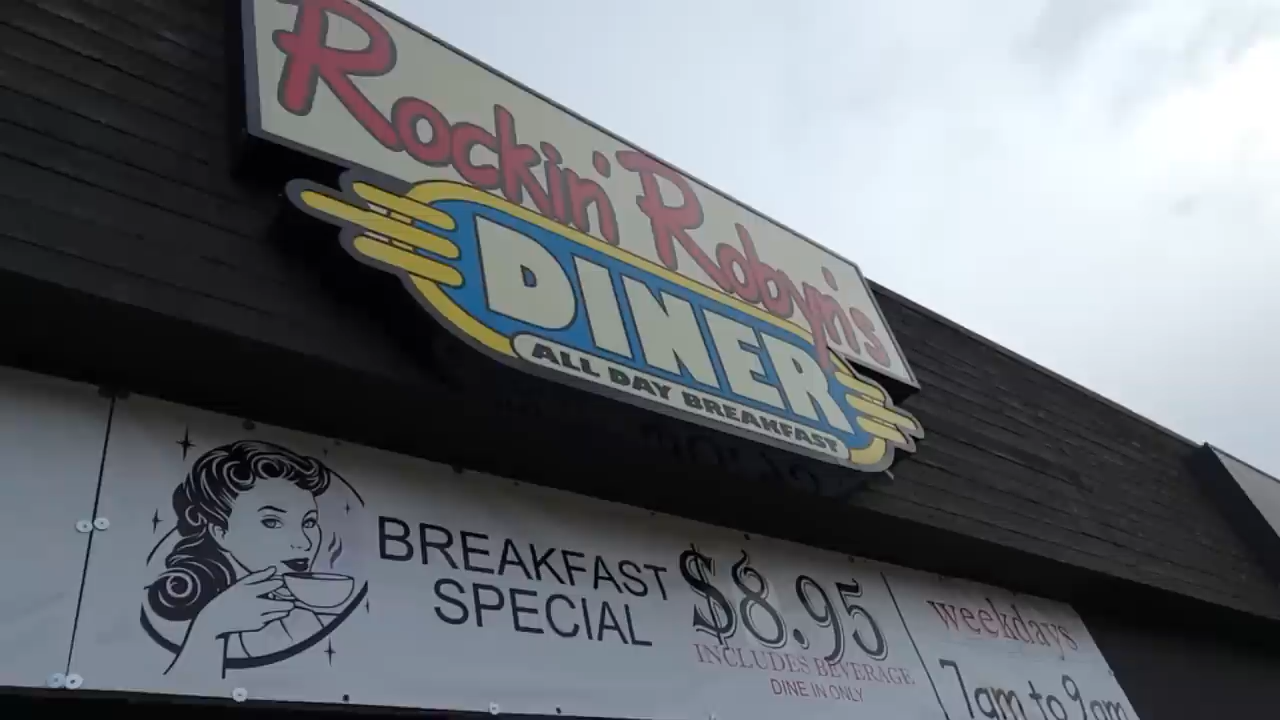 Rockin' Robyn's
DINER
ALL DAY BREAKFAST
BREAKFAST
SPECIAL
$8.95
INCLUDES BEVERAGE
DINE IN ONLY
weekdays
7am to 9am